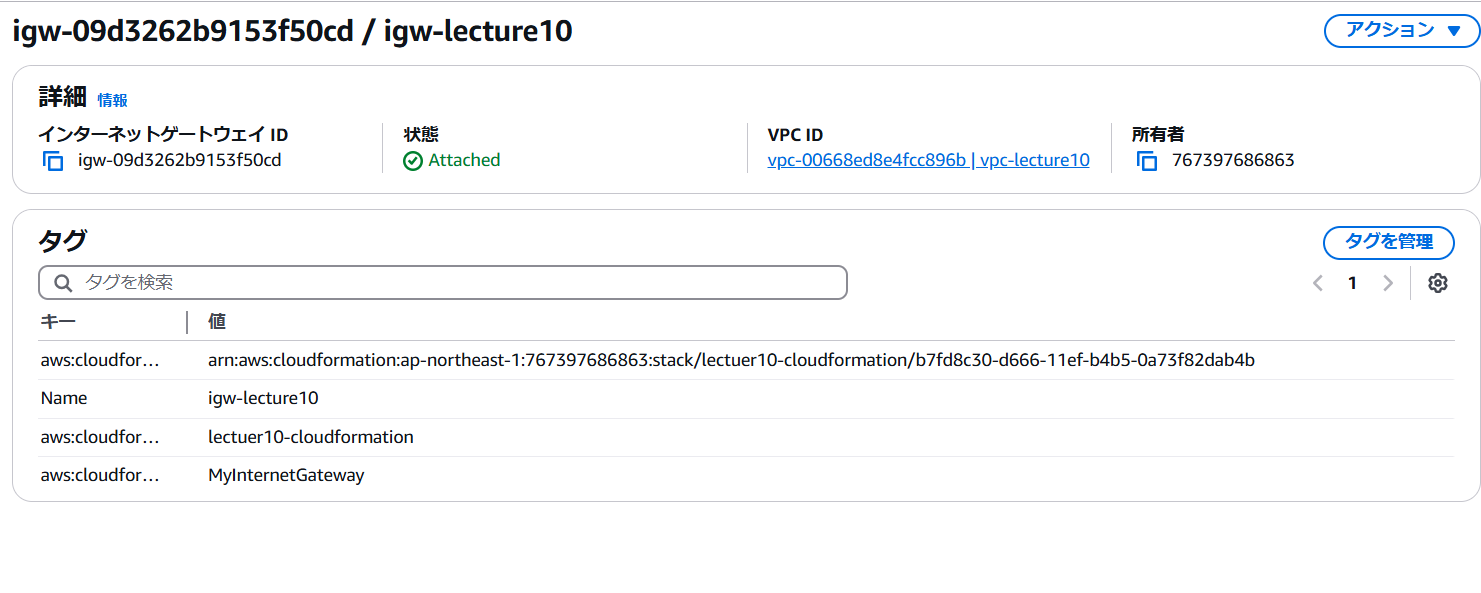 igw-09d3262b9153f50cd / igw-lecture10
アクション ▼
詳細 情報
インターネットゲートウェイ ID
igw-09d3262b9153f50cd
状態
Attached
VPC ID
vpc-00668ed8e4fcc896b | vpc-lecture10
所有者
767397686863
タグ
タグを管理
タグを検索
1
キー 値
aws:cloudfor... arn:aws:cloudformation:ap-northeast-1:767397686863:stack/lectuer10-cloudformation/b7fd8c30-d666-11ef-b4b5-0a73f82dab4b
Name igw-lecture10
aws:cloudfor... lectuer10-cloudformation
aws:cloudfor... MyInternetGateway